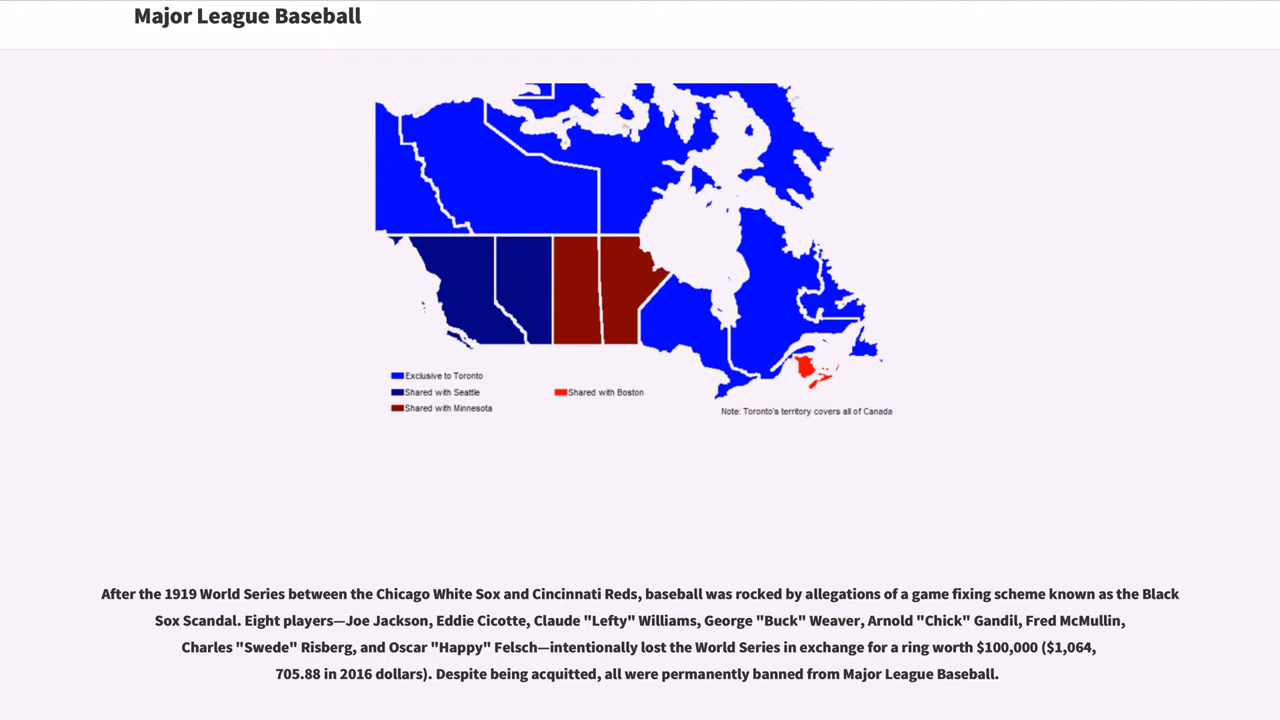 Major League Baseball
Exclusive to Toronto
Shared with Seattle
Shared with Boston
Shared with Minnesota
Note: Toronto's territory covers all of Canada
After the 1919 World Series between the Chicago White Sox and Cincinnati Reds, baseball was rocked by allegations of a game fixing scheme known as the Black
Sox Scandal. Eight players—Joe Jackson, Eddie Cicotte, Claude "Lefty" Williams, George "Buck" Weaver, Arnold "Chick" Gandil, Fred McMullin,
Charles "Swede" Risberg, and Oscar "Happy" Felsch—intentionally lost the World Series in exchange for a ring worth $100,000 ($1,064,
705.88 in 2016 dollars). Despite being acquitted, all were permanently banned from Major League Baseball.